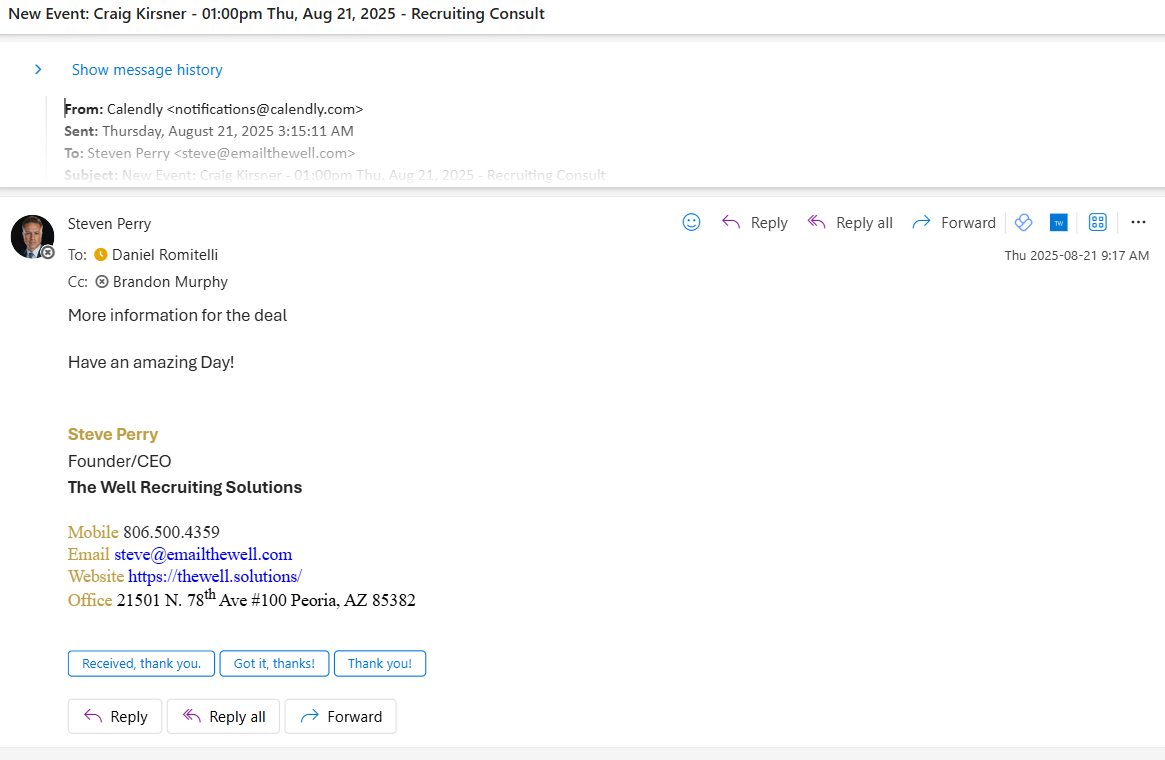 New Event: Craig Kirsner - 01:00pm Thu, Aug 21, 2025 - Recruiting Consult
Show message history
From: Calendly <notifications@calendly.com>
Sent: Thursday, August 21, 2025 3:15:11 AM
To: Steven Perry <steve@emailthewell.com>
Subject: New Event: Craig Kirsner - 01:00pm Thu, Aug 21, 2025 - Recruiting Consult
Steven Perry
Reply
Reply all
Forward
TW
To: Daniel Romitelli
Thu 2025-08-21 9:17 AM
Cc: Brandon Murphy
More information for the deal
Have an amazing Day!
Steve Perry
Founder/CEO
The Well Recruiting Solutions
Mobile 806.500.4359
Email steve@emailthewell.com
Website https://thewell.solutions/
Office 21501 N. 78th Ave #100 Peoria, AZ 85382
Received, thank you.
Got it, thanks!
Thank you!
Reply
Reply all
Forward